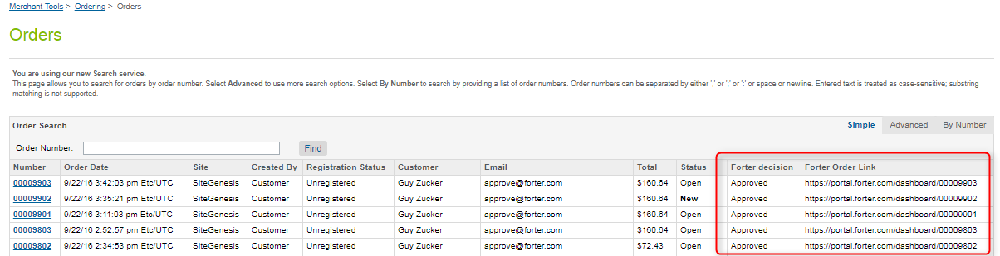 Merchant Tools > Ordering > Orders
Orders
You are using our new Search service.
This page allows you to search for orders by order number. Select Advanced to use more search options. Select By Number to search by providing a list of order numbers. Order numbers can be separated by either ',' or ';' or ':' or space or newline. Entered text is treated as case-sensitive; substring
matching is not supported.
Order Search Simple Advanced By Number
Order Number: Find
Number Order Date Site Created By Registration Status Customer Email Total Status Forter decision Forter Order Link
00009903 9/22/16 3:42:03 pm Etc/UTC SiteGenesis Customer Unregistered Guy Zucker approve@forter.com $160.64 Open Approved https://portal.forter.com/dashboard/00009903
00009902 9/22/16 3:35:21 pm Etc/UTC SiteGenesis Customer Unregistered Guy Zucker approve@forter.com $160.64 New Approved https://portal.forter.com/dashboard/00009902
00009901 9/22/16 3:11:03 pm Etc/UTC SiteGenesis Customer Unregistered Guy Zucker approve@forter.com $160.64 Open Approved https://portal.forter.com/dashboard/00009901
00009803 9/22/16 2:52:57 pm Etc/UTC SiteGenesis Customer Unregistered Guy Zucker approve@forter.com $160.64 Open Approved https://portal.forter.com/dashboard/00009803
00009802 9/22/16 2:34:53 pm Etc/UTC SiteGenesis Customer Unregistered Guy Zucker approve@forter.com $72.43 Open Approved https://portal.forter.com/dashboard/00009802